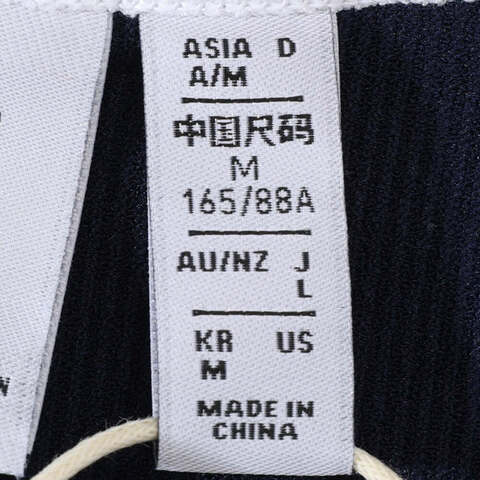 ASIA D
A/M
中国尺码
M
165/88A
AU/NZ J
L
KR US
M
MADE IN
CHINA